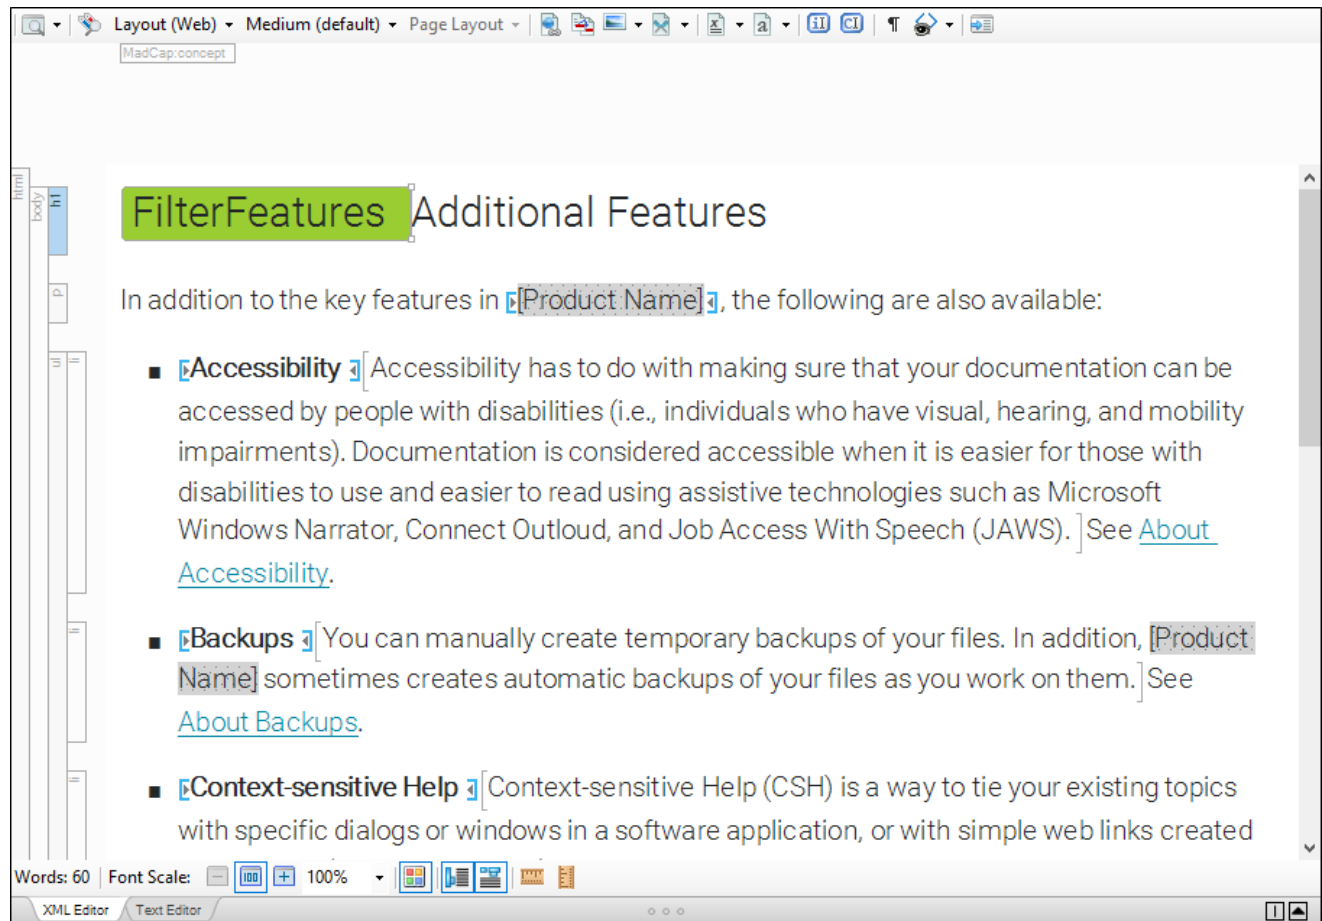 Layout (Web) Medium (default) Page Layout
MadCap:concept
html
body
h1
FilterFeatures Additional Features
p
In addition to the key features in [Product Name], the following are also available:
ul
li
Accessibility Accessibility has to do with making sure that your documentation can be
accessed by people with disabilities (i.e., individuals who have visual, hearing, and mobility
impairments). Documentation is considered accessible when it is easier for those with
disabilities to use and easier to read using assistive technologies such as Microsoft
Windows Narrator, Connect Outloud, and Job Access With Speech (JAWS). See About
Accessibility.
li
Backups You can manually create temporary backups of your files. In addition, [Product
Name] sometimes creates automatic backups of your files as you work on them. See
About Backups.
li
Context-sensitive Help Context-sensitive Help (CSH) is a way to tie your existing topics
with specific dialogs or windows in a software application, or with simple web links created
Words: 60 Font Scale: 100%
XML Editor Text Editor